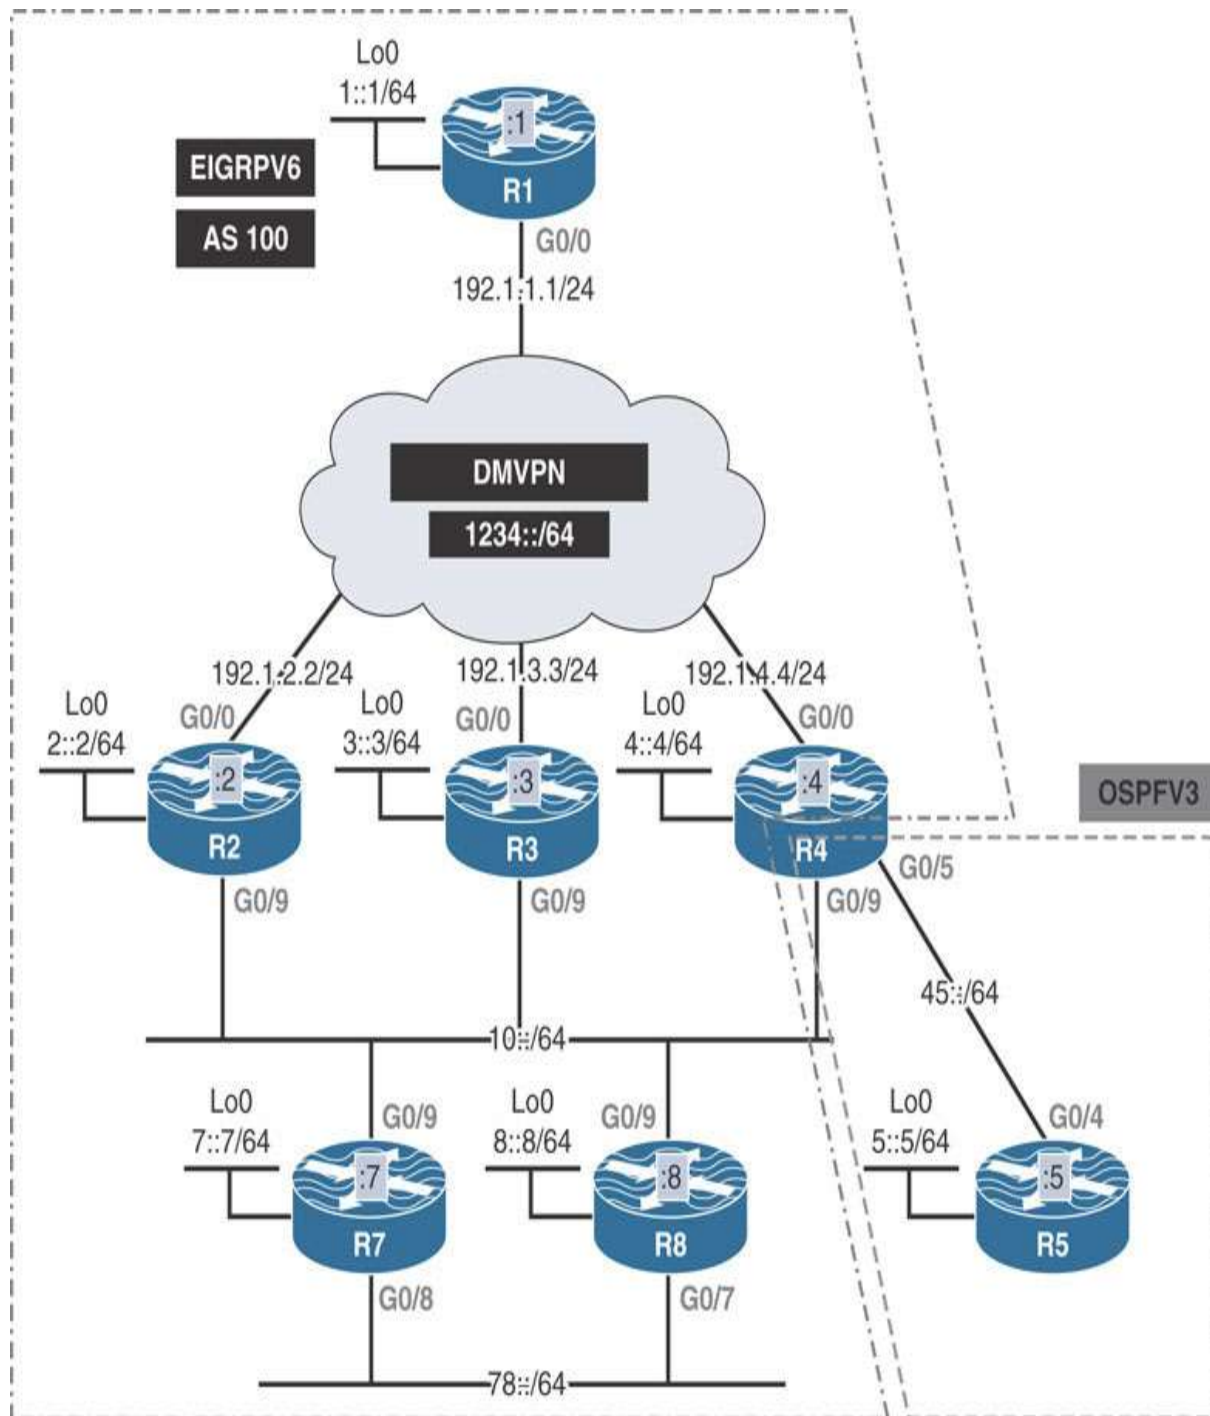 Lo0
1::1/64
:1
R1
EIGRPV6
AS 100
G0/0
192.1.1.1/24
DMVPN
1234::/64
192.1.2.2/24
192.1.3.3/24
192.1.4.4/24
Lo0
2::2/64
G0/0
:2
R2
G0/9
Lo0
3::3/64
G0/0
:3
R3
G0/9
Lo0
4::4/64
G0/0
:4
R4
G0/9
G0/5
OSPFV3
45::/64
10::/64
Lo0
7::7/64
G0/9
:7
R7
G0/8
Lo0
8::8/64
G0/9
:8
R8
G0/7
Lo0
5::5/64
G0/4
:5
R5
78::/64